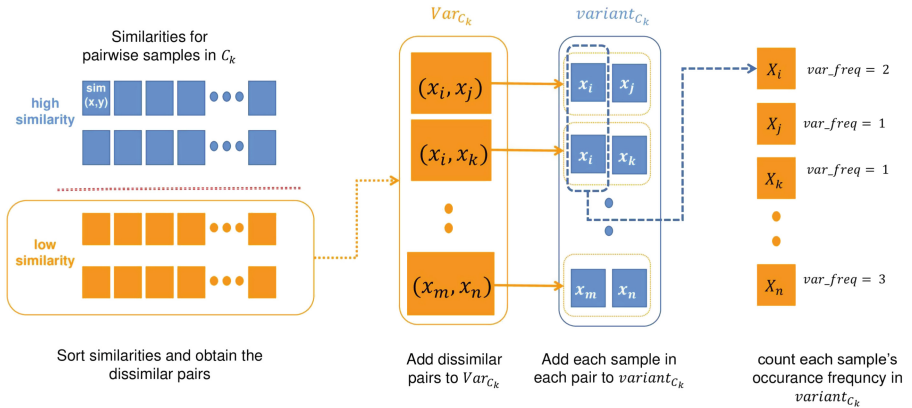 Similarities for
pairwise samples in C_k
high
similarity
sim
(x,y)
low
similarity
Sort similarities and obtain the
dissimilar pairs
Var_{C_k}
(x_i, x_j)
(x_i, x_k)
(x_m, x_n)
Add dissimilar
pairs to Var_{C_k}
variant_{C_k}
x_i x_j
x_i x_k
x_m x_n
Add each sample in
each pair to variant_{C_k}
X_i var_freq = 2
X_j var_freq = 1
X_k var_freq = 1
X_n var_freq = 3
count each sample's
occurance frequncy in
variant_{C_k}